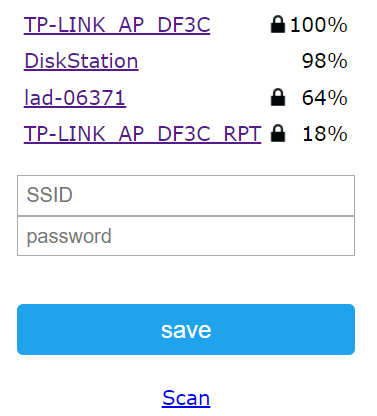 TP-LINK_AP_DF3C 100%
DiskStation 98%
lad-06371 64%
TP-LINK_AP_DF3C_RPT 18%
SSID
password
save
Scan